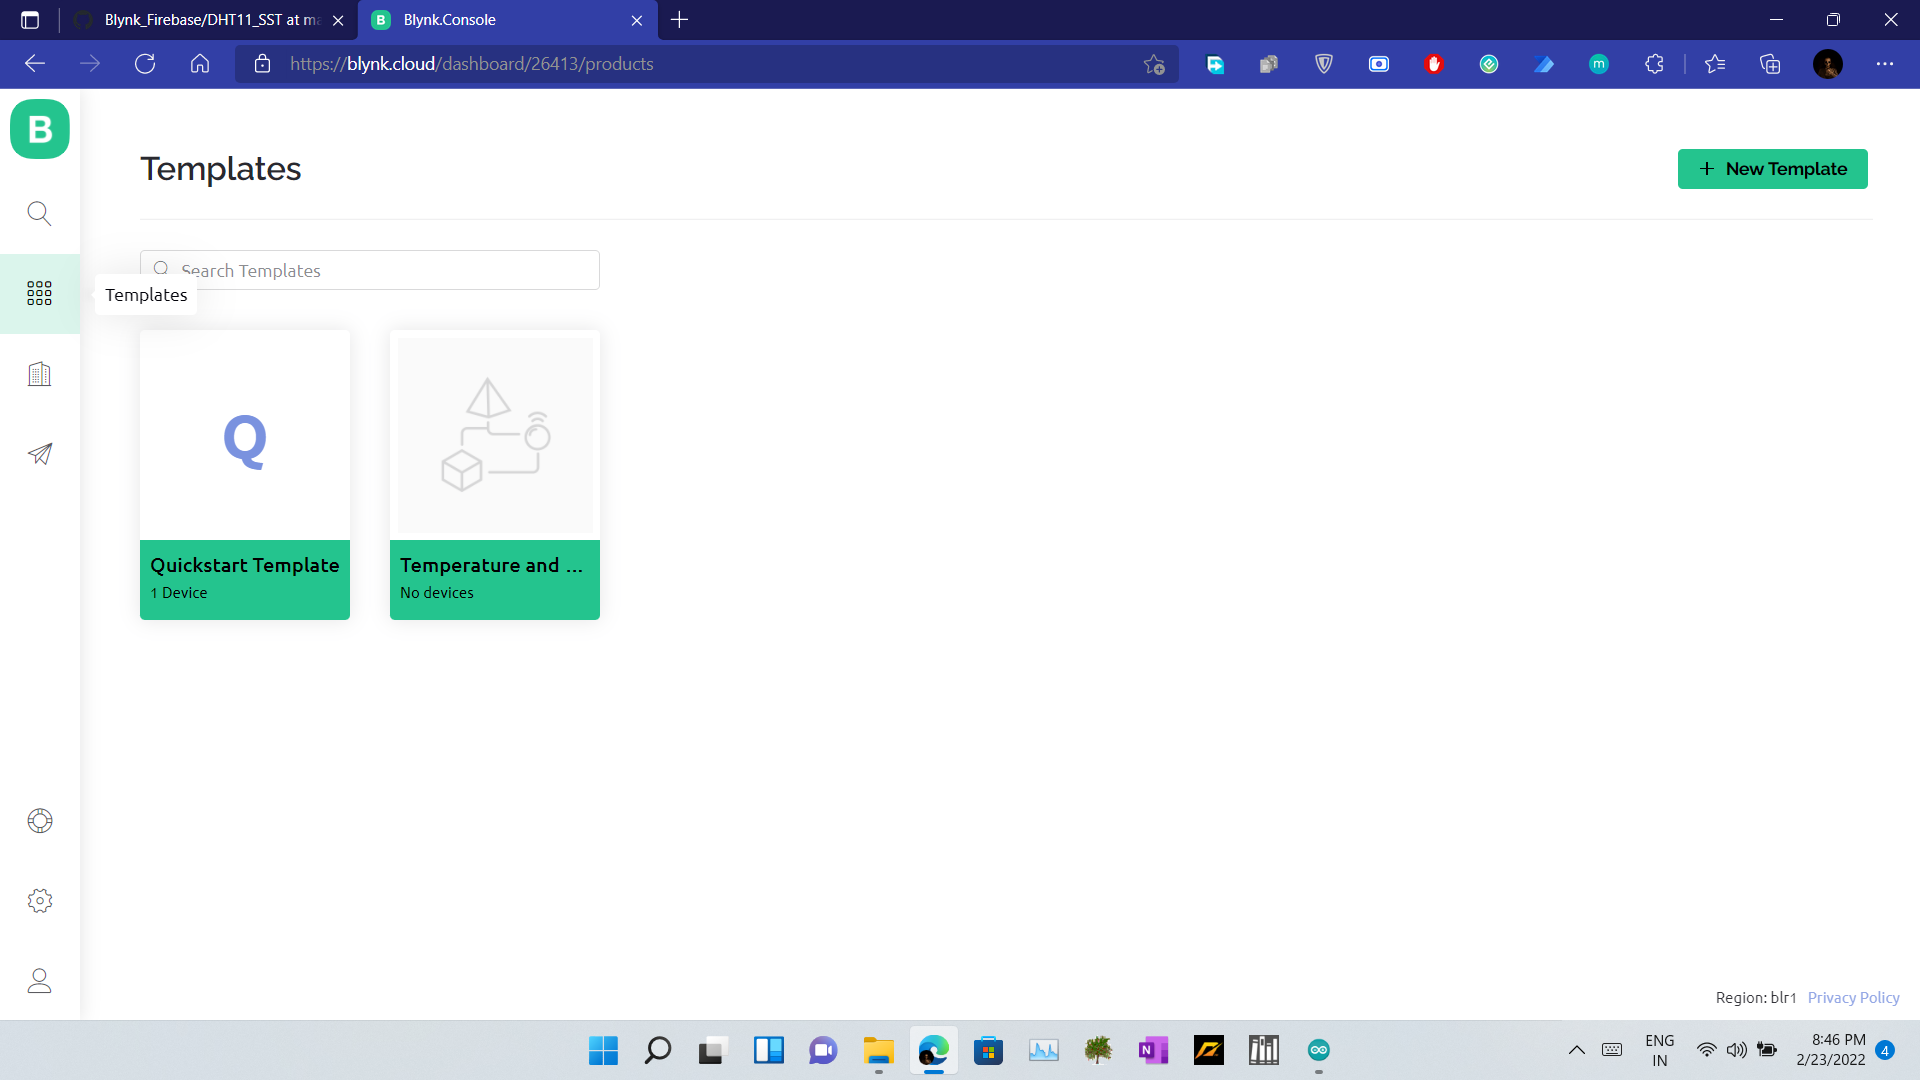 Blynk_Firebase/DHT11_SST at ma
Blynk.Console
https://blynk.cloud/dashboard/26413/products
B
Templates
+ New Template
Search Templates
Templates
Q
Quickstart Template
1 Device
Temperature and ...
No devices
Region: blr1 Privacy Policy
ENG
IN
8:46 PM
2/23/2022
4